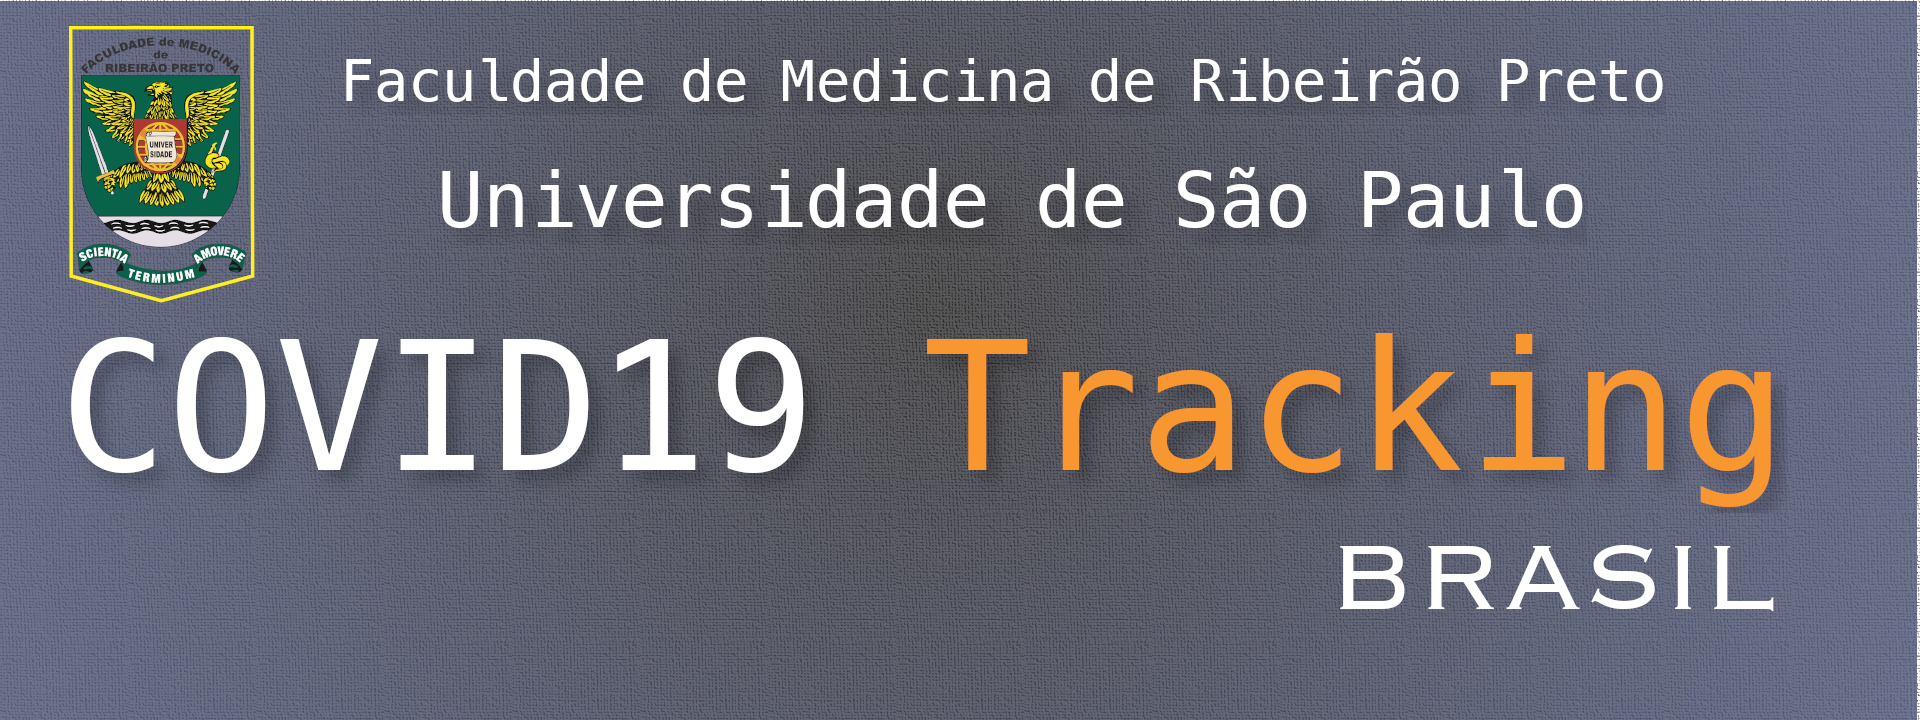 FACULDADE de MEDICINA
de
RIBEIRÃO PRETO
UNIVER
SIDADE
SCIENTIA TERMINUM AMOVERE
Faculdade de Medicina de Ribeirão Preto
Universidade de São Paulo
COVID19 Tracking
BRASIL